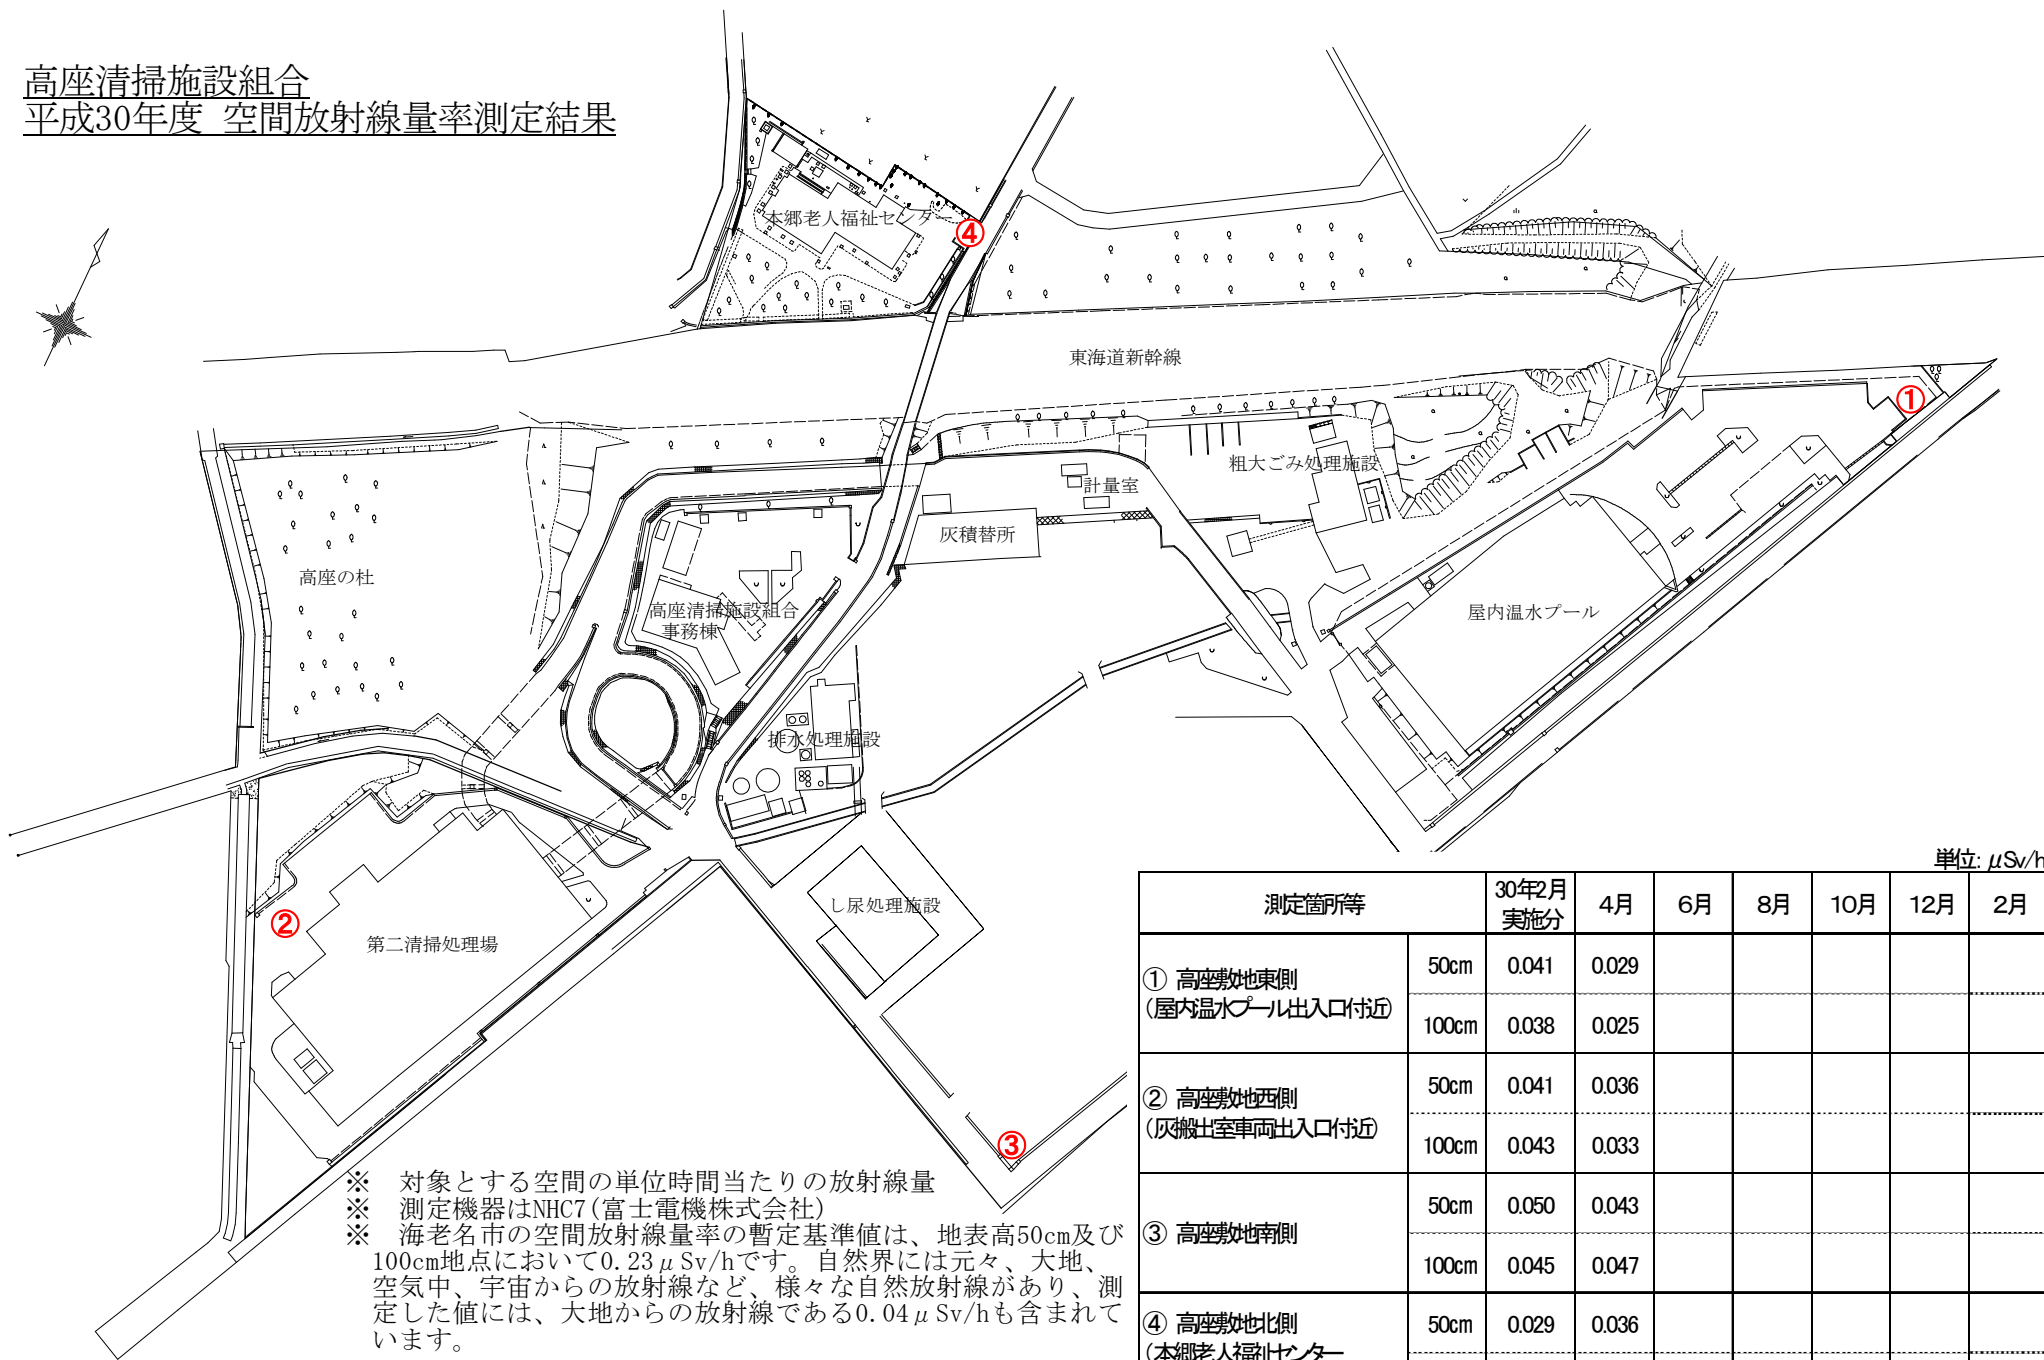 高座清掃施設組合
平成30年度 空間放射線量率測定結果
本郷老人福祉センター
④
東海道新幹線
①
粗大ごみ処理施設
計量室
灰積替所
高座の杜
高座清掃施設組合
事務棟
屋内温水プール
排水処理施設
し尿処理施設
②
第二清掃処理場
③
※ 対象とする空間の単位時間当たりの放射線量
※ 測定機器はNHC7(富士電機株式会社)
※ 海老名市の空間放射線量率の暫定基準値は、地表高50cm及び
100cm地点において0.23μSv/hです。自然界には元々、大地、
空気中、宇宙からの放射線など、様々な自然放射線があり、測
定した値には、大地からの放射線である0.04μSv/hも含まれて
います。
単位:μSv/h
測定箇所等 30年2月実施分 4月 6月 8月 10月 12月 2月
① 高座敷地東側
(屋内温水プール出入口付近)
50cm 0.041 0.029
100cm 0.038 0.025
② 高座敷地西側
(灰搬出室車両出入口付近)
50cm 0.041 0.036
100cm 0.043 0.033
③ 高座敷地南側
50cm 0.050 0.043
100cm 0.045 0.047
④ 高座敷地北側
(本郷老人福祉センター
50cm 0.029 0.036